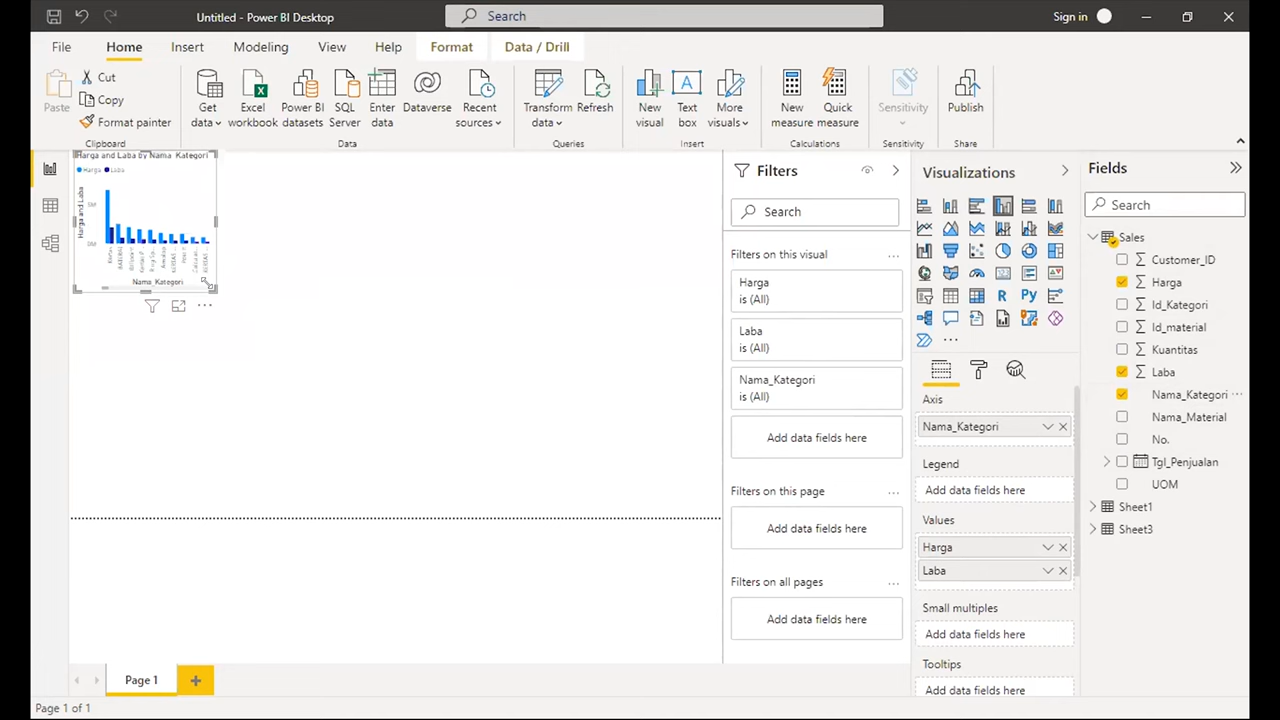 Untitled - Power BI Desktop
Search
Sign in
File
Home
Insert
Modeling
View
Help
Format
Data / Drill
Paste
Cut
Copy
Format painter
Clipboard
Get data
Excel workbook
Power BI datasets
SQL Server
Enter data
Dataverse
Recent sources
Data
Transform data
Refresh
Queries
New visual
Text box
More visuals
Insert
New measure
Quick measure
Calculations
Sensitivity
Sensitivity
Publish
Share
Harga and Laba by Nama_Kategori
Harga Laba
Harga and Laba
5M
0M
Nama_Kategori
Filters
Search
Filters on this visual
Harga
is (All)
Laba
is (All)
Nama_Kategori
is (All)
Add data fields here
Filters on this page
Add data fields here
Filters on all pages
Add data fields here
Visualizations
R
Py
Axis
Nama_Kategori
Legend
Add data fields here
Values
Harga
Laba
Small multiples
Add data fields here
Tooltips
Add data fields here
Fields
Search
Sales
Customer_ID
Harga
Id_Kategori
Id_material
Kuantitas
Laba
Nama_Kategori
Nama_Material
No.
Tgl_Penjualan
UOM
Sheet1
Sheet3
Page 1
Page 1 of 1